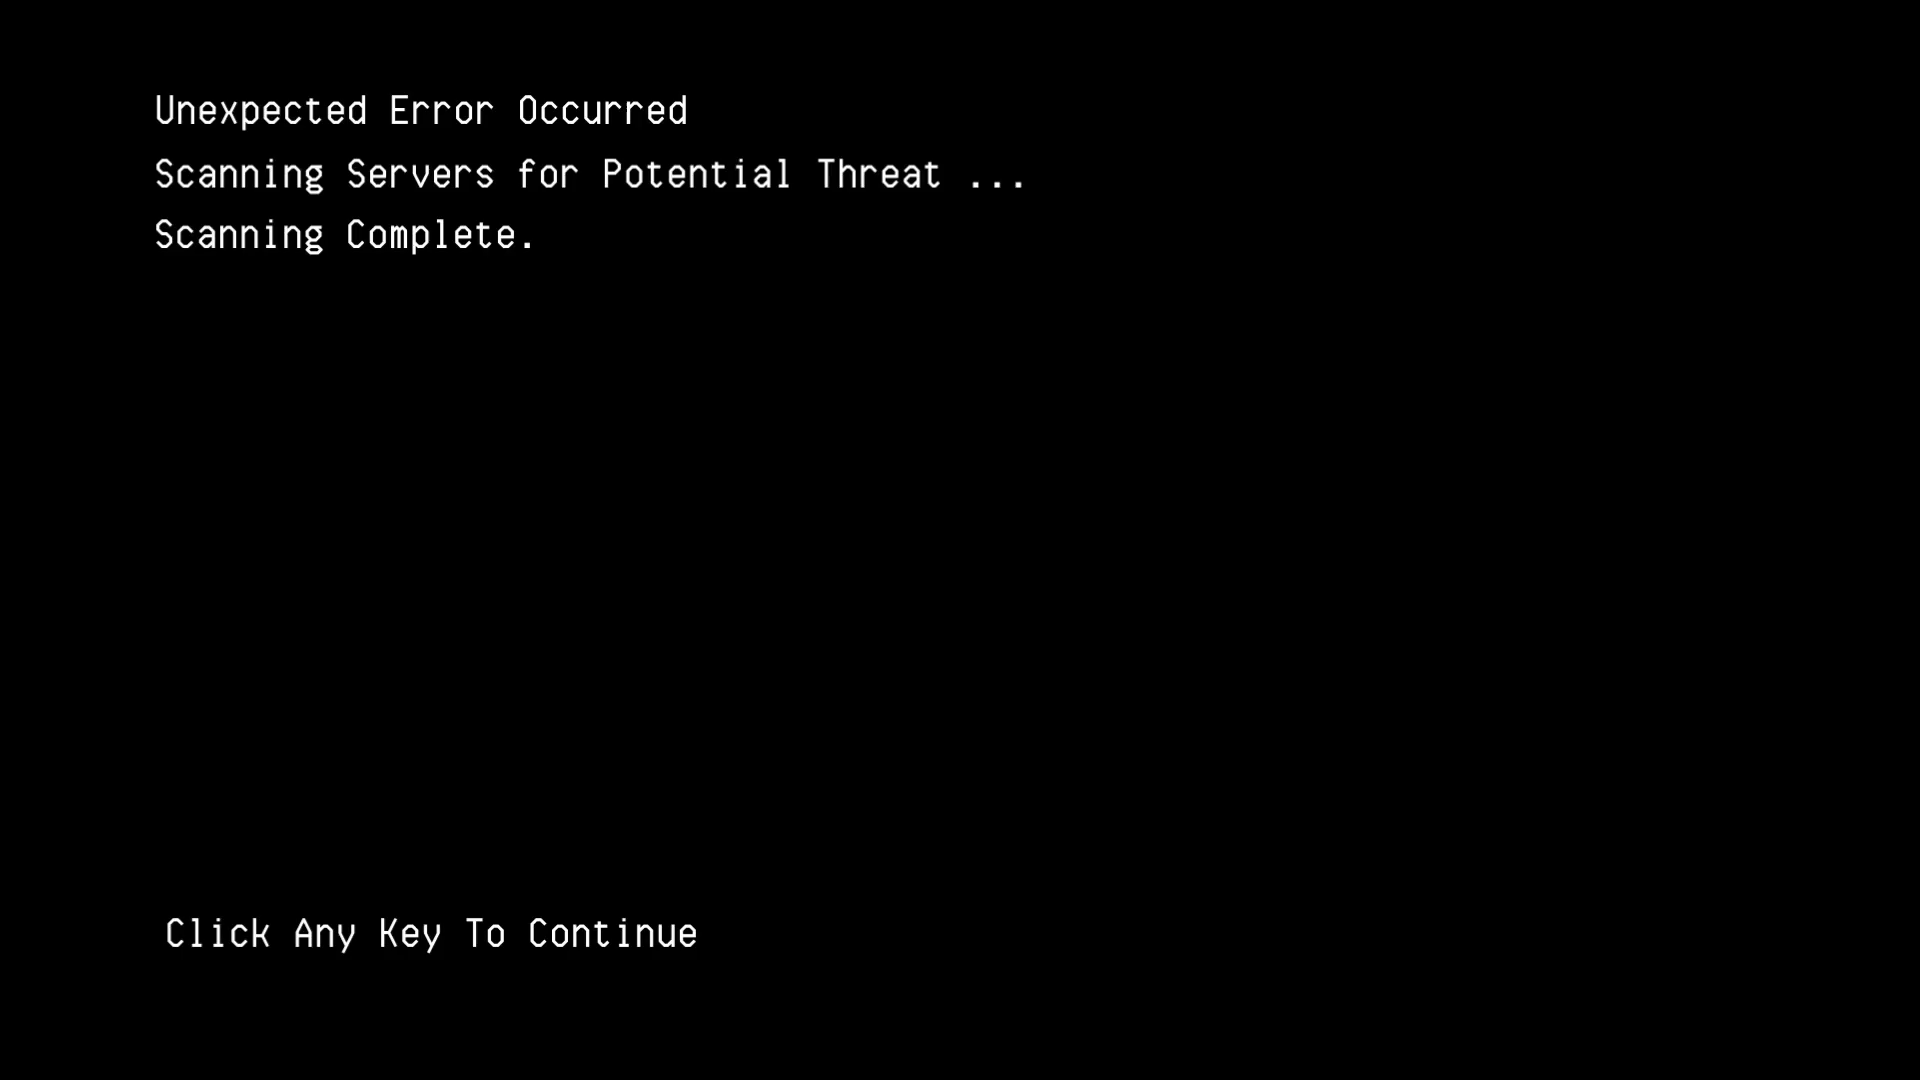 Unexpected Error Occurred
Scanning Servers for Potential Threat ...
Scanning Complete.
Click Any Key To Continue